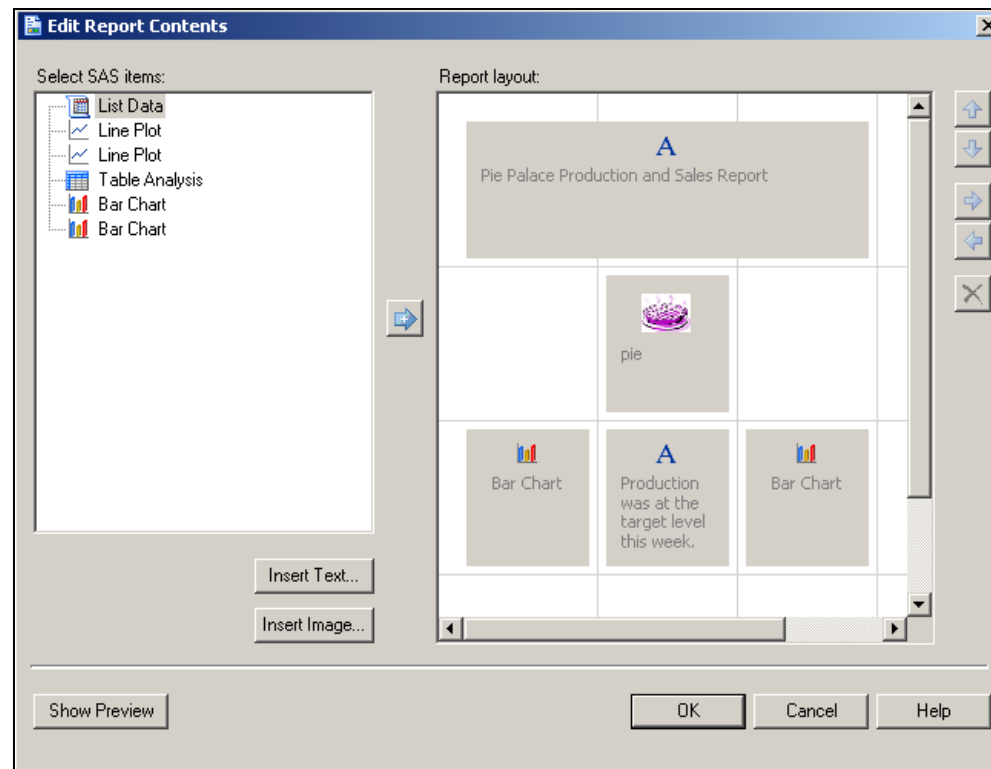 Edit Report Contents
Select SAS items:
List Data
Line Plot
Line Plot
Table Analysis
Bar Chart
Bar Chart
Insert Text...
Insert Image...
Report layout:
A
Pie Palace Production and Sales Report
pie
Bar Chart
A
Production
was at the
target level
this week.
Bar Chart
Show Preview
OK
Cancel
Help